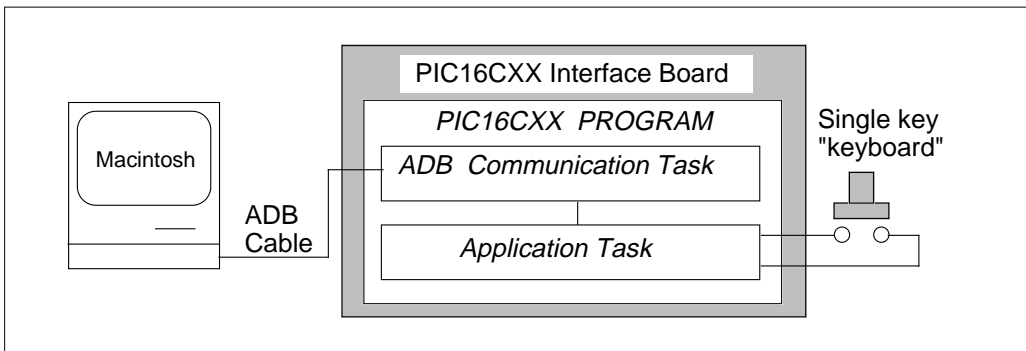 PIC16CXX Interface Board
PIC16CXX PROGRAM
Single key
"keyboard"
Macintosh
ADB Communication Task
ADB
Cable
Application Task